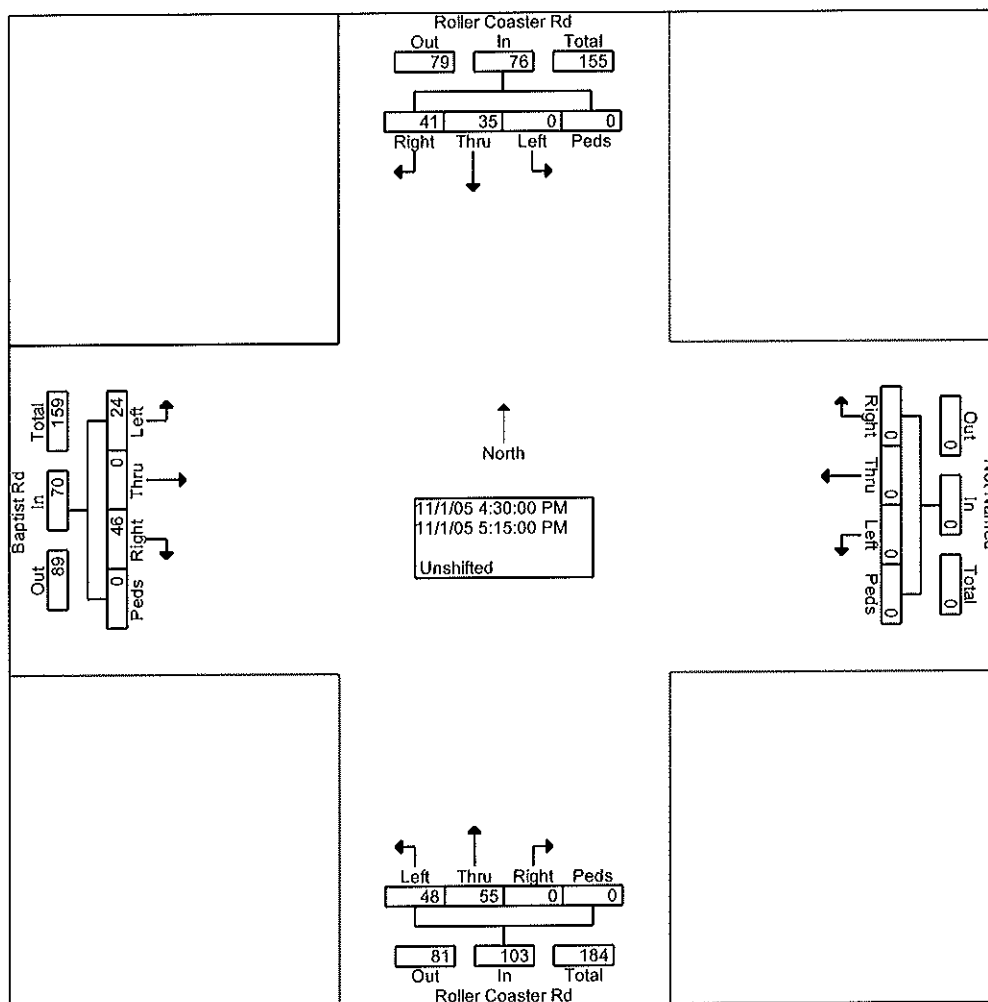 Roller Coaster Rd
Out In Total
79 76 155
41 35 0 0
Right Thru Left Peds
Baptist Rd
Total In Out
159 70 89
24 0 46 0
Left Thru Right Peds
North
11/1/05 4:30:00 PM
11/1/05 5:15:00 PM
Unshifted
Right Thru Left Peds
0 0 0 0
Out In Total
0 0 0
Left Thru Right Peds
48 55 0 0
81 103 184
Out In Total
Roller Coaster Rd